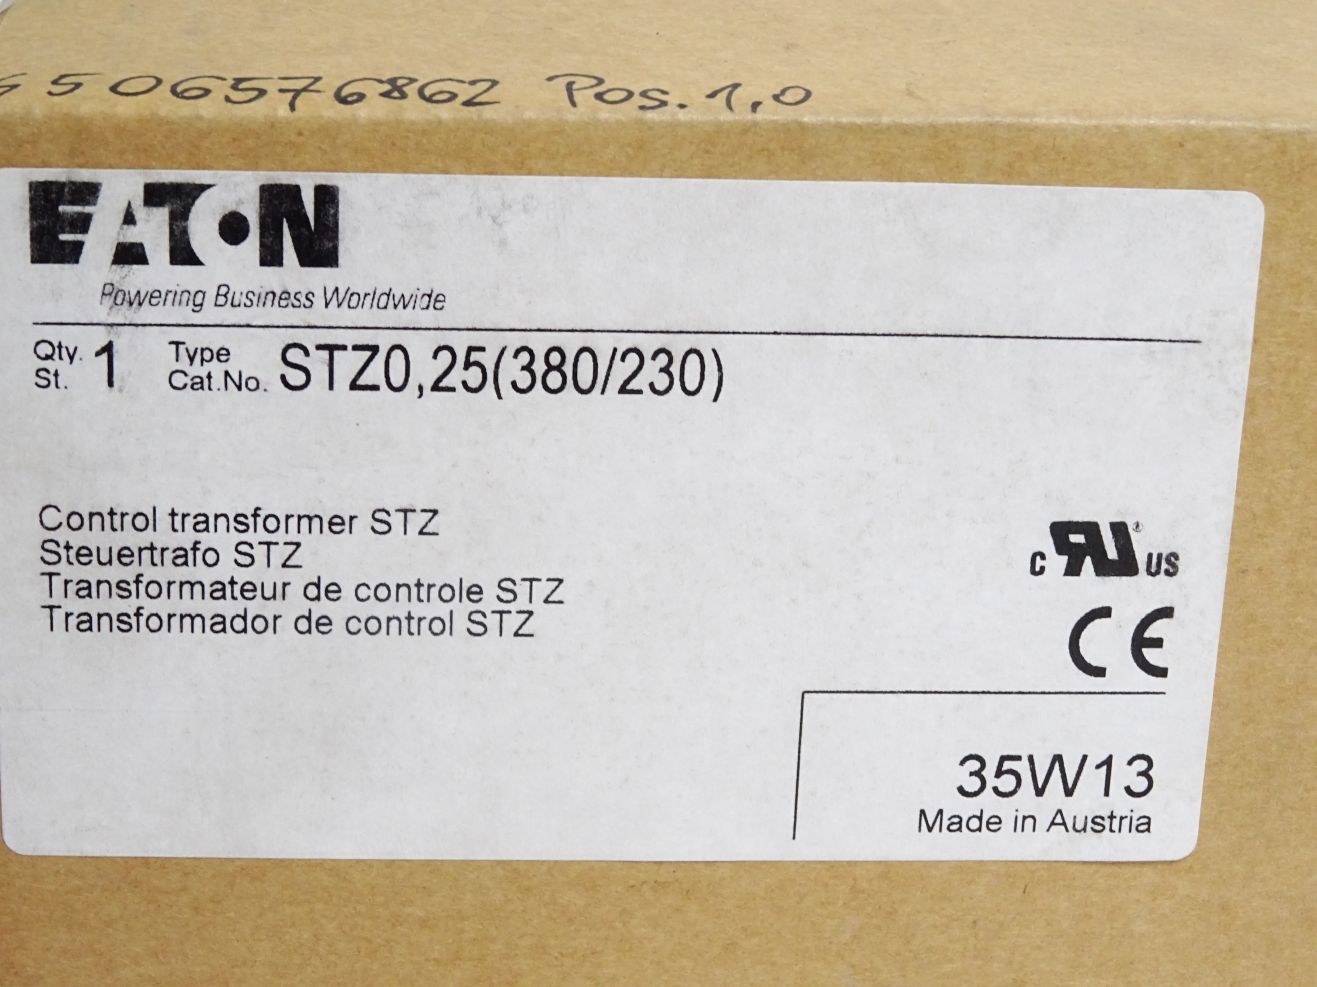 506576862 Pos. 1,0
EATON
Powering Business Worldwide
Qty. 1 Type STZ0,25(380/230)
St. Cat.No.
Control transformer STZ
Steuertrafo STZ
Transformateur de controle STZ
Transformador de control STZ
c RU ® US
CE
35W13
Made in Austria